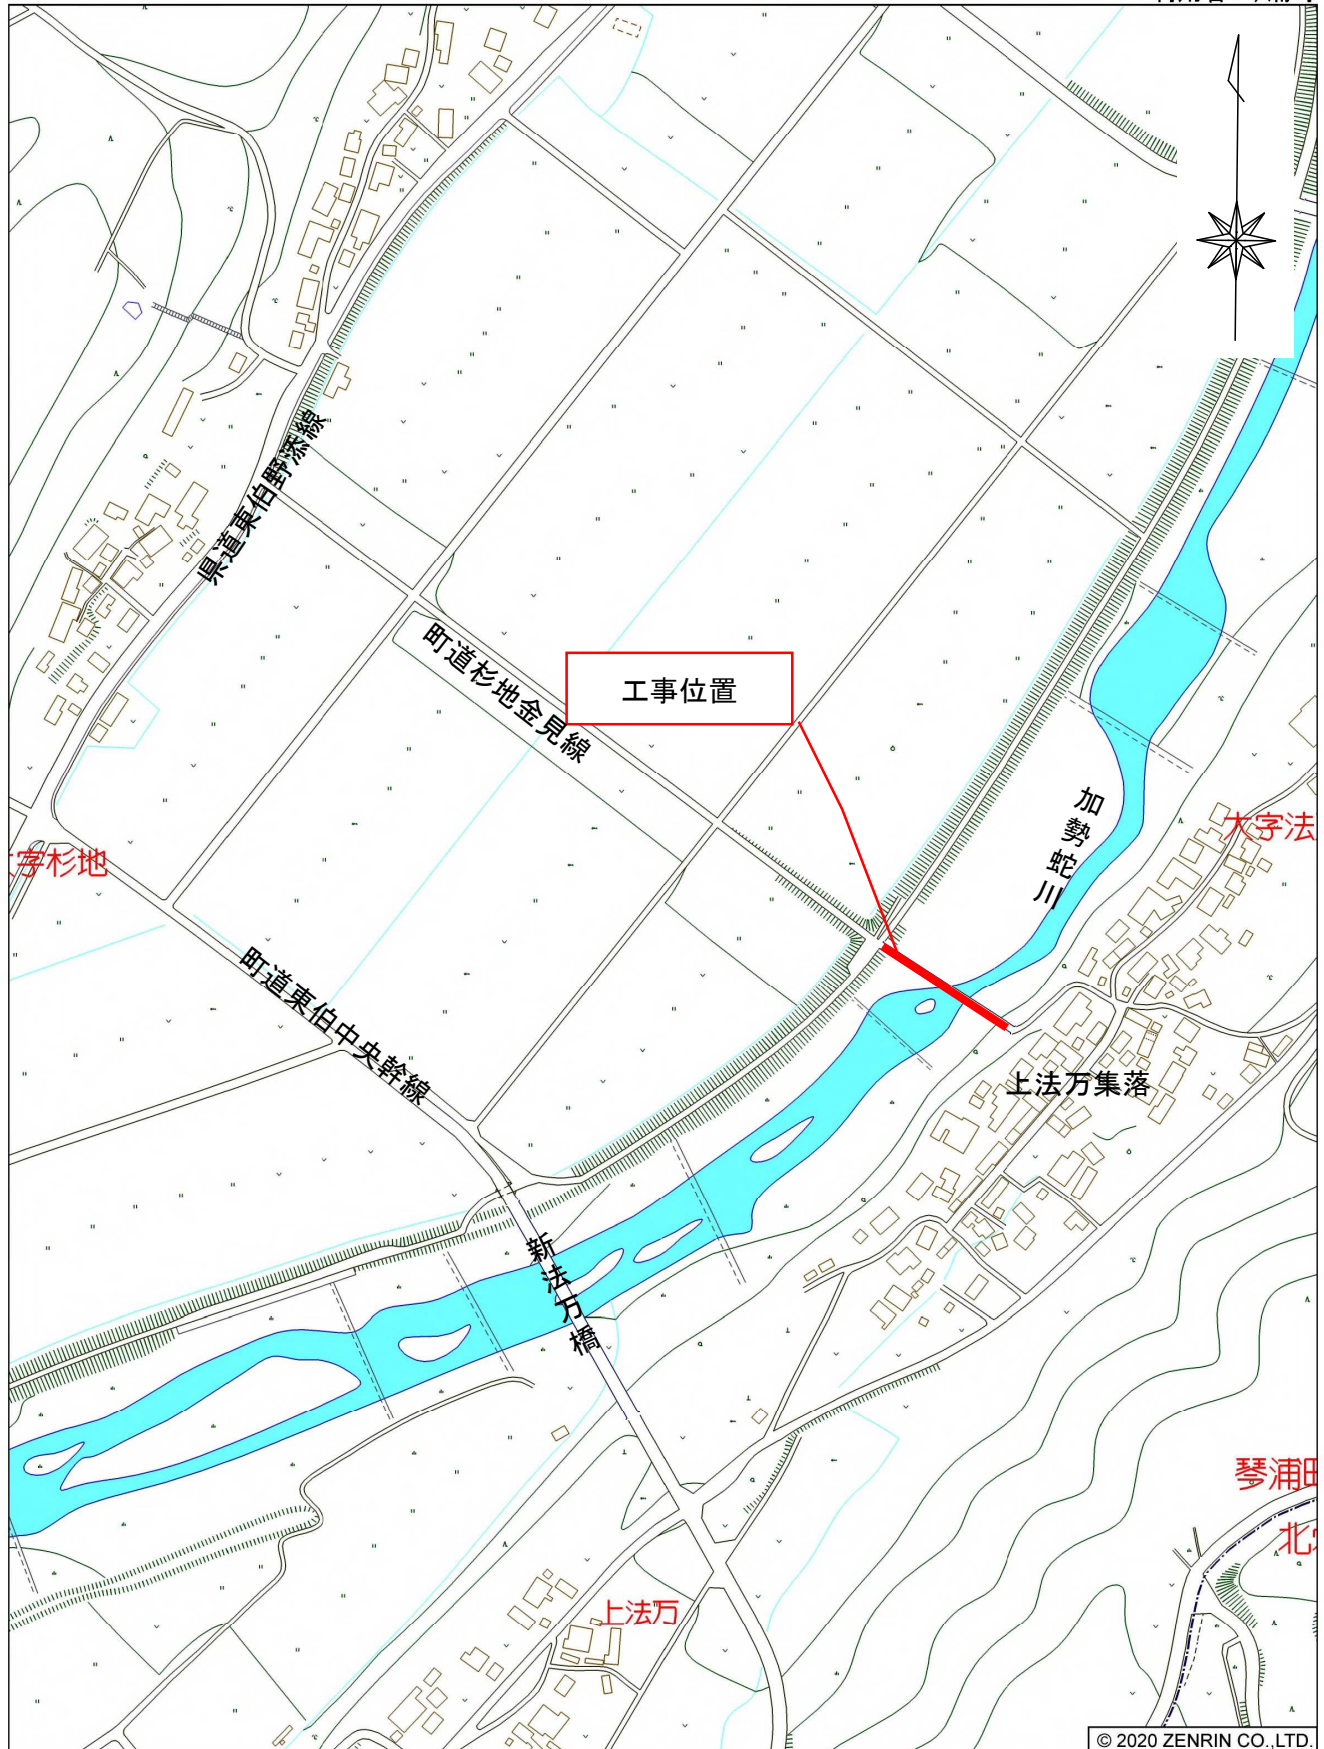 県道東伯野添線
町道杉地金見線
工事位置
加勢蛇川
大字法
字杉地
町道東伯中央幹線
上法万集落
新法万橋
琴浦
北
上法万
© 2020 ZENRIN CO.,LTD.